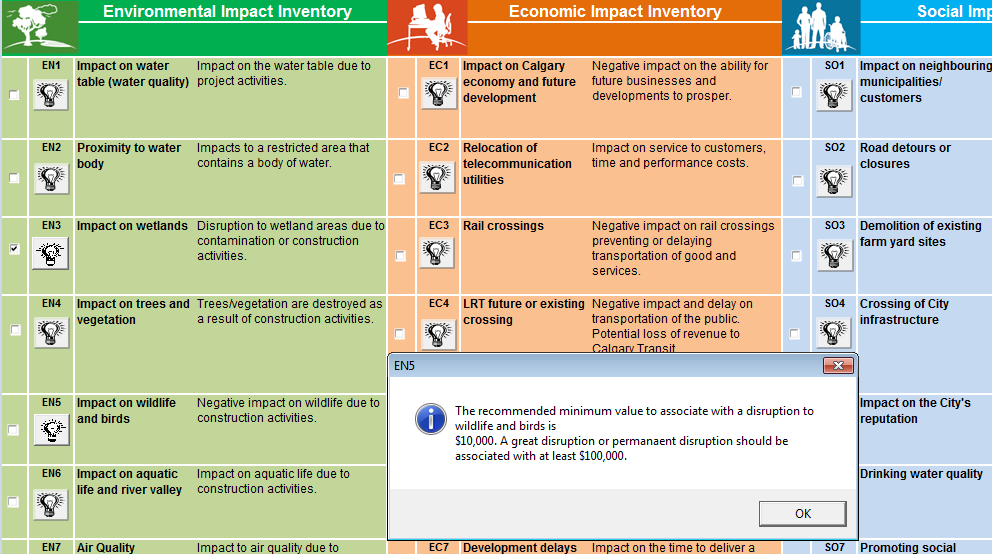 Environmental Impact Inventory
Economic Impact Inventory
Social Imp
EN1
Impact on water
table (water quality)
Impact on the water table due to
project activities.
EC1
Impact on Calgary
economy and future
development
Negative impact on the ability for
future businesses and
developments to prosper.
SO1
Impact on neighbouring
municipalities/
customers
EN2
Proximity to water
body
Impacts to a restricted area that
contains a body of water.
EC2
Relocation of
telecommunication
utilities
Impact on service to customers,
time and performance costs.
SO2
Road detours or
closures
EN3
Impact on wetlands
Disruption to wetland areas due to
contamination or construction
activities.
EC3
Rail crossings
Negative impact on rail crossings
preventing or delaying
transportation of good and
services.
SO3
Demolition of existing
farm yard sites
EN4
Impact on trees and
vegetation
Trees/vegetation are destroyed as
a result of construction activities.
EC4
LRT future or existing
crossing
Negative impact and delay on
transportation of the public.
Potential loss of revenue to
Calgary Transit
SO4
Crossing of City
infrastructure
EN5
Impact on wildlife
and birds
Negative impact on wildlife due to
construction activities.
EN5
The recommended minimum value to associate with a disruption to
wildlife and birds is
$10,000. A great disruption or permanaent disruption should be
associated with at least $100,000.
OK
Impact on the City's
reputation
EN6
Impact on aquatic
life and river valley
Impact on aquatic life due to
construction activities.
Drinking water quality
EN7
Air Quality
Impact to air quality due to
EC7
Development delays
Impact on the time to deliver a
SO7
Promoting social